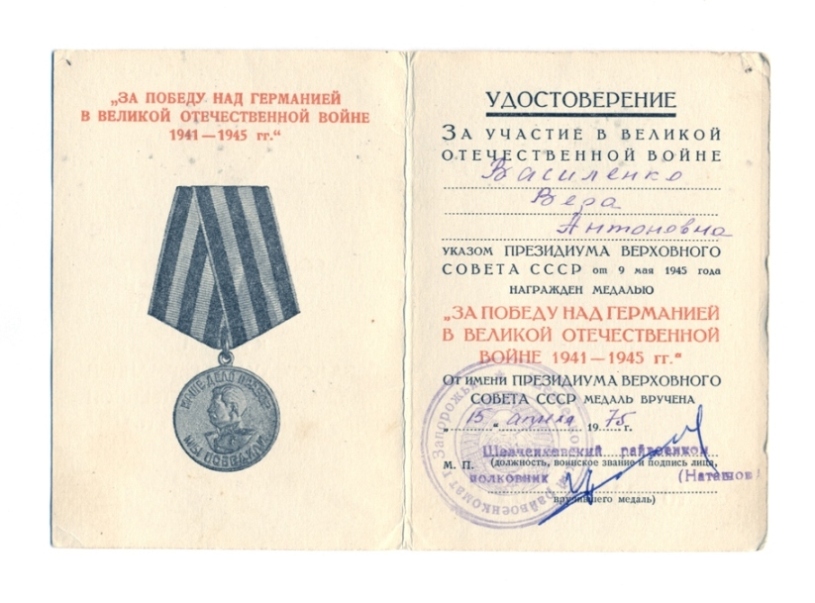 „ЗА ПОБЕДУ НАД ГЕРМАНИЕЙ
В ВЕЛИКОЙ ОТЕЧЕСТВЕННОЙ ВОЙНЕ
1941—1945 гг.“
НАШЕ ДЕЛО ПРАВОЕ
МЫ ПОБЕДИЛИ
УДОСТОВЕРЕНИЕ
ЗА УЧАСТИЕ В ВЕЛИКОЙ
ОТЕЧЕСТВЕННОЙ ВОЙНЕ
Василенко
Вера
Антоновна
УКАЗОМ ПРЕЗИДИУМА ВЕРХОВНОГО
СОВЕТА СССР от 9 мая 1945 года
НАГРАЖДЕН МЕДАЛЬЮ
„ЗА ПОБЕДУ НАД ГЕРМАНИЕЙ
В ВЕЛИКОЙ ОТЕЧЕСТВЕННОЙ
ВОЙНЕ 1941—1945 гг.“
От имени ПРЕЗИДИУМА ВЕРХОВНОГО
СОВЕТА СССР МЕДАЛЬ ВРУЧЕНА
„15“ апреля 1975 г.
Шевченковский райвоенком
М. П. (должность, воинское звание и подпись лица,
полковник (Наташов)
вручившего медаль)
райвоенкомат г Запорожья